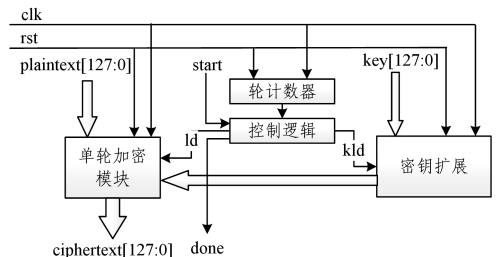 clk
rst
plaintext[127:0]
start
key[127:0]
轮计数器
控制逻辑
ld
kld
单轮加密
模块
密钥扩展
ciphertext[127:0]
done